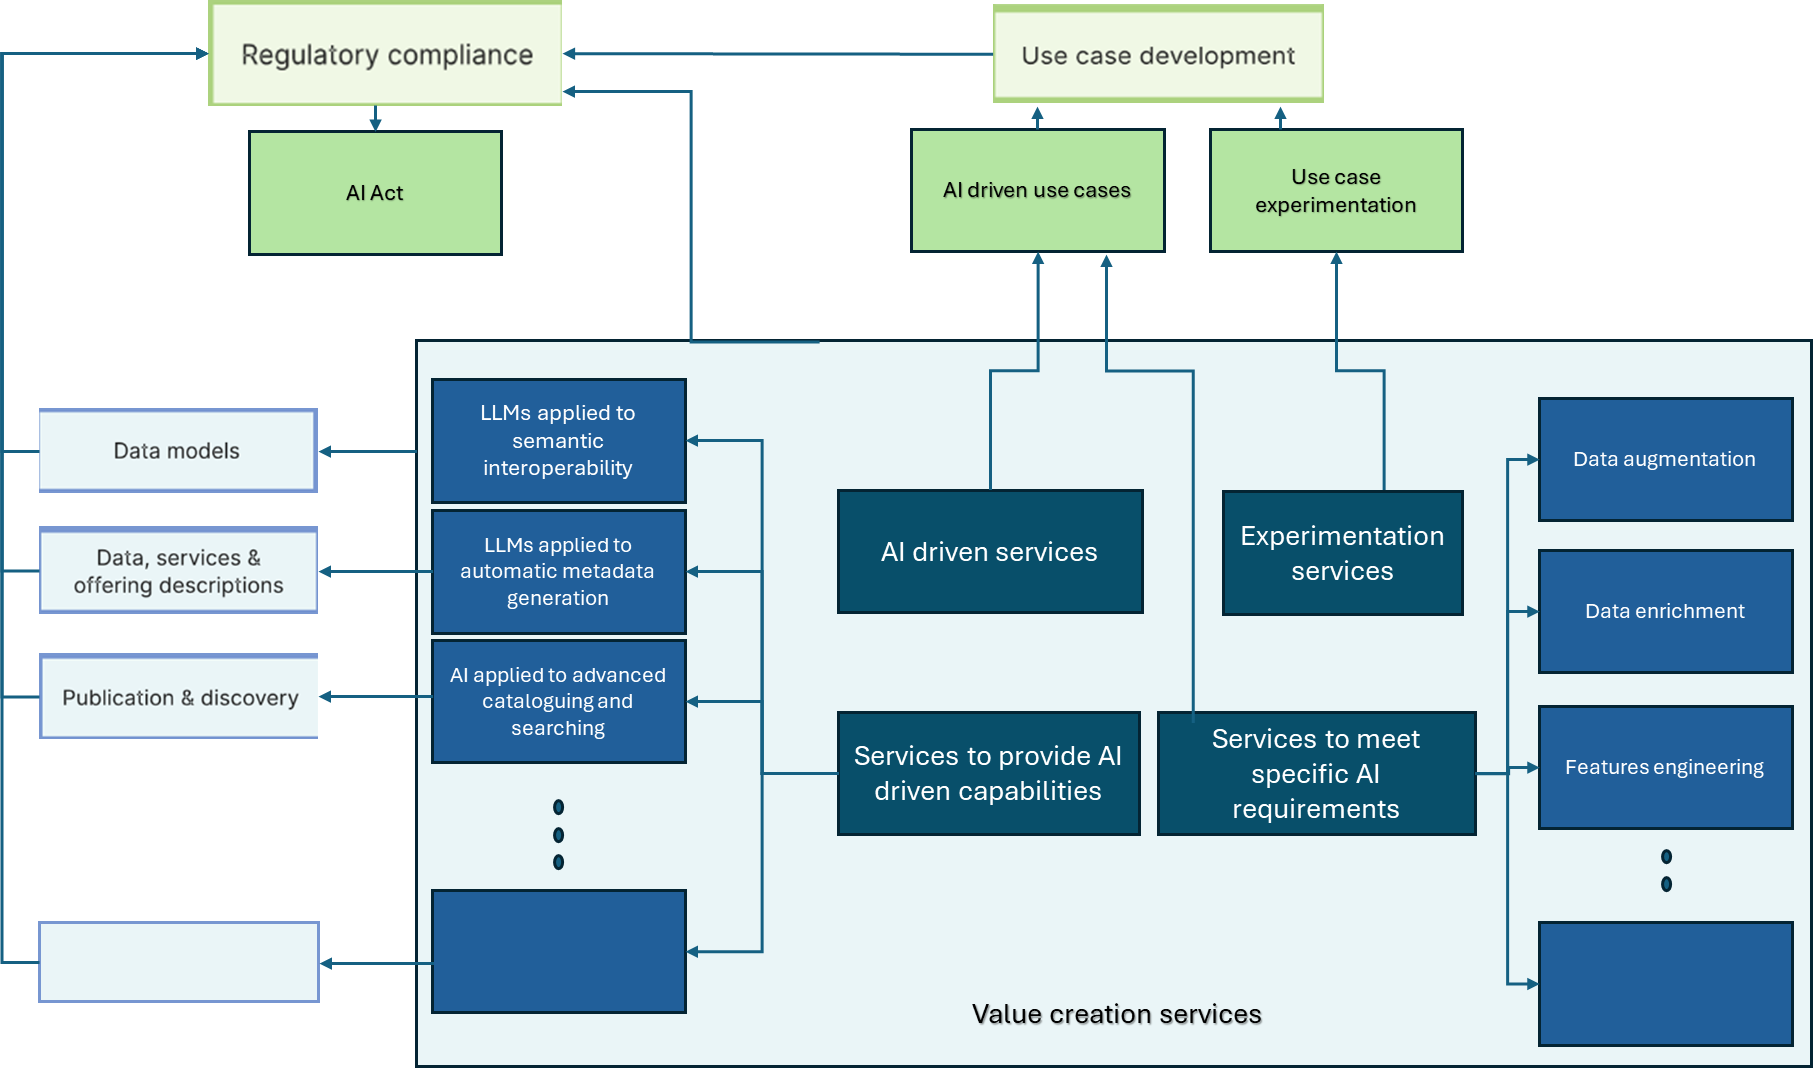 Regulatory compliance
Use case development
AI Act
AI driven use cases
Use case
experimentation
Data models
Data, services &
offering descriptions
Publication & discovery
LLMs applied to
semantic
interoperability
LLMs applied to
automatic metadata
generation
AI applied to advanced
cataloguing and
searching
AI driven services
Experimentation
services
Services to provide AI
driven capabilities
Services to meet
specific AI
requirements
Data augmentation
Data enrichment
Features engineering
Value creation services